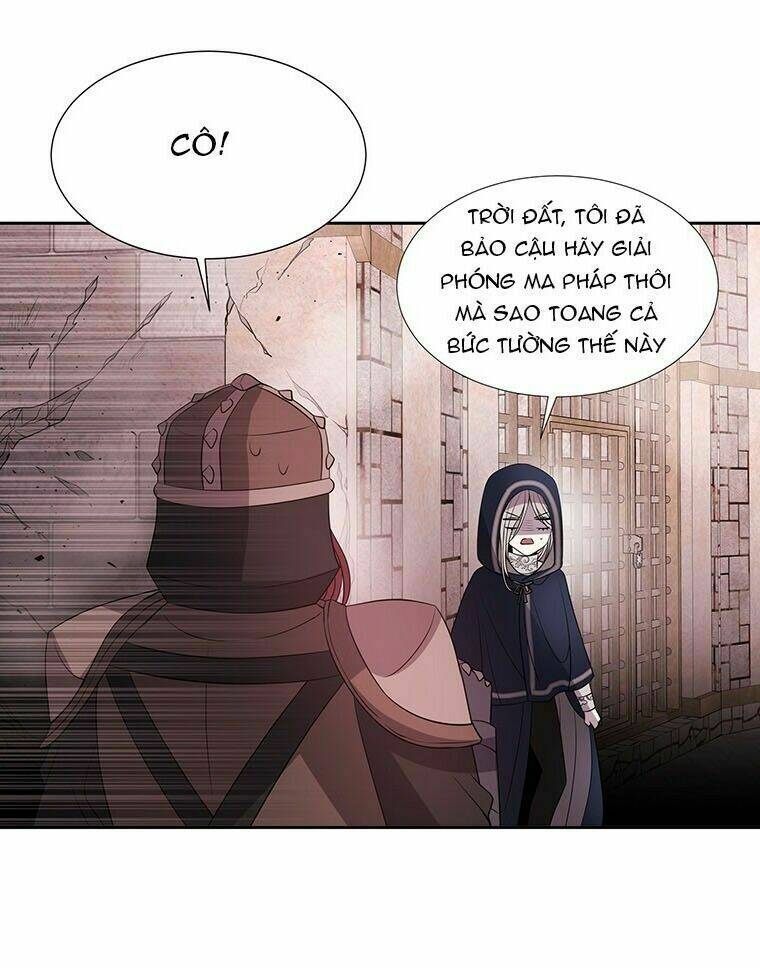 CÔ!
TRỜI ĐẤT, TÔI ĐÃ
BẢO CẬU HÃY GIẢI
PHÓNG MA PHÁP THÔI
MÀ SAO TOANG CẢ
BỨC TƯỜNG THẾ NÀY